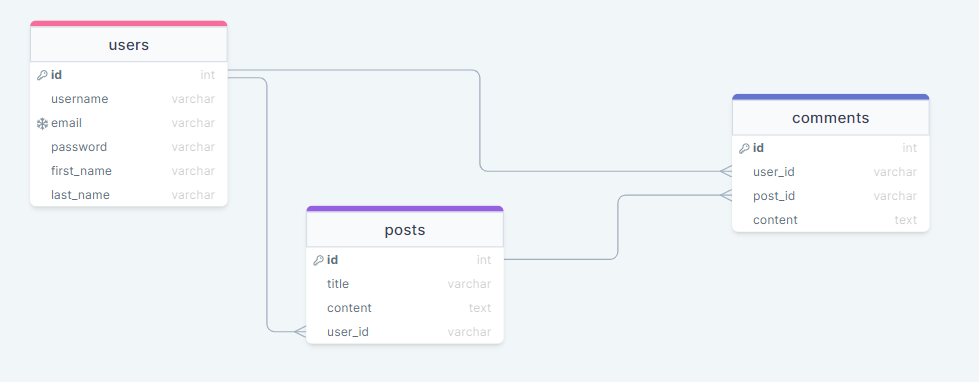 users
id int
username varchar
email varchar
password varchar
first_name varchar
last_name varchar
posts
id int
title varchar
content text
user_id varchar
comments
id int
user_id varchar
post_id varchar
content text